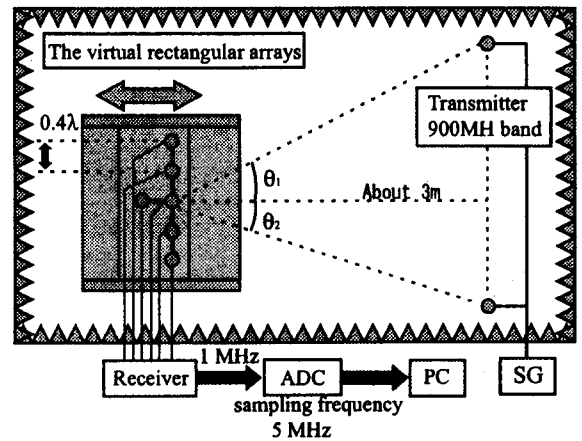 The virtual rectangular arrays
0.4λ
Transmitter
900MH band
θ1
About 3m
θ2
1 MHz
Receiver
ADC
PC
SG
sampling frequency
5 MHz